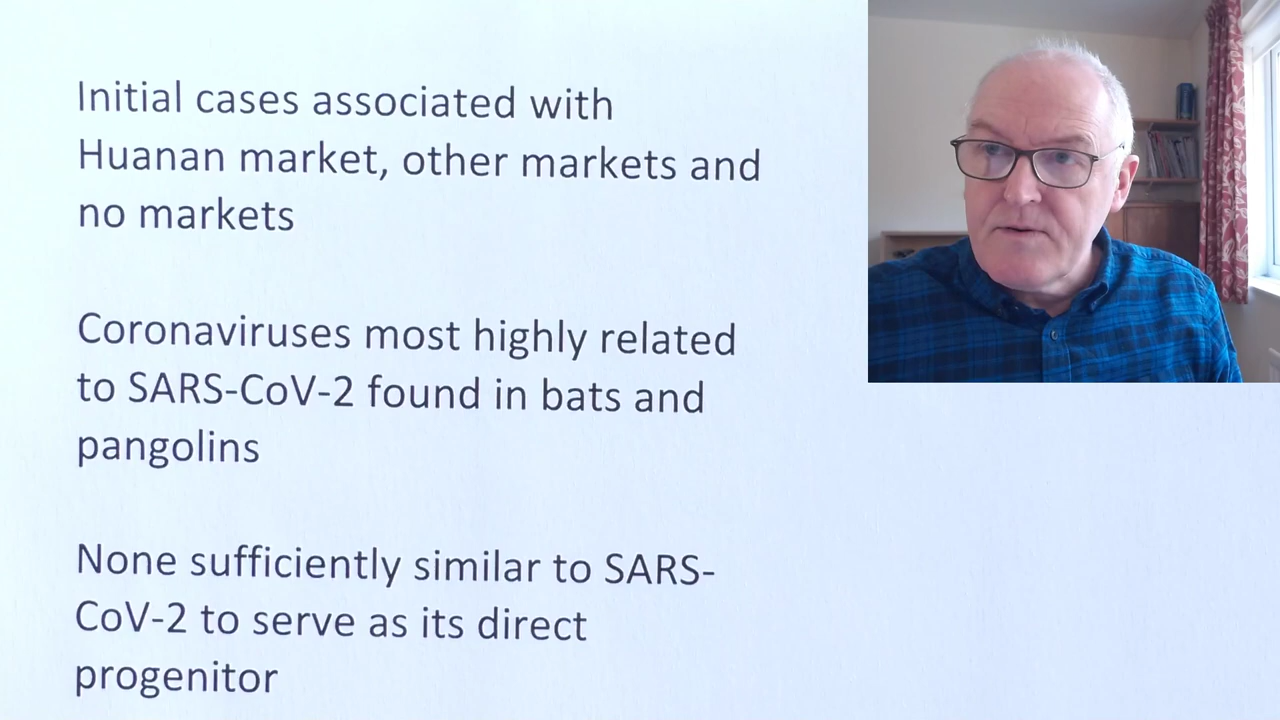 Initial cases associated with
Huanan market, other markets and
no markets
Coronaviruses most highly related
to SARS-CoV-2 found in bats and
pangolins
None sufficiently similar to SARS-
CoV-2 to serve as its direct
progenitor